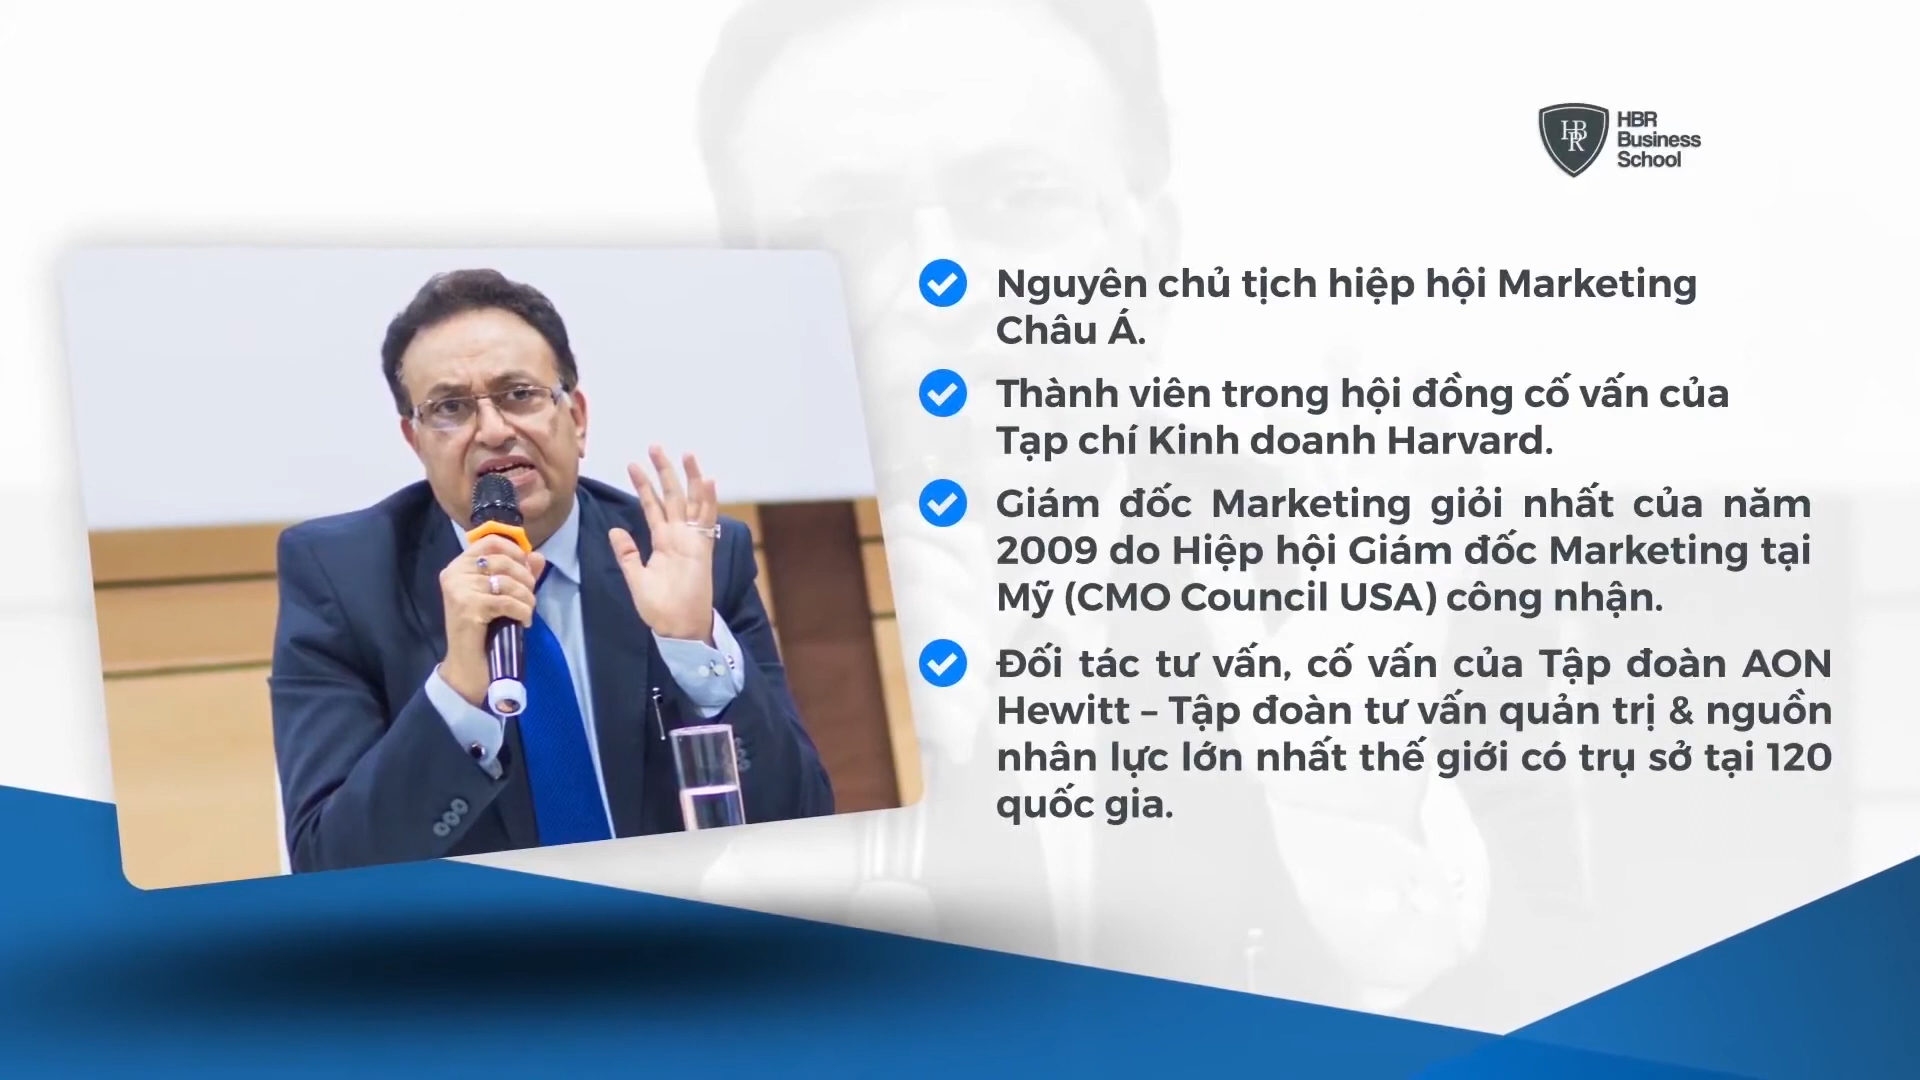 HBR
HBR
Business
School
Nguyên chủ tịch hiệp hội Marketing
Châu Á.
Thành viên trong hội đồng cố vấn của
Tạp chí Kinh doanh Harvard.
Giám đốc Marketing giỏi nhất của năm
2009 do Hiệp hội Giám đốc Marketing tại
Mỹ (CMO Council USA) công nhận.
Đối tác tư vấn, cố vấn của Tập đoàn AON
Hewitt – Tập đoàn tư vấn quản trị & nguồn
nhân lực lớn nhất thế giới có trụ sở tại 120
quốc gia.